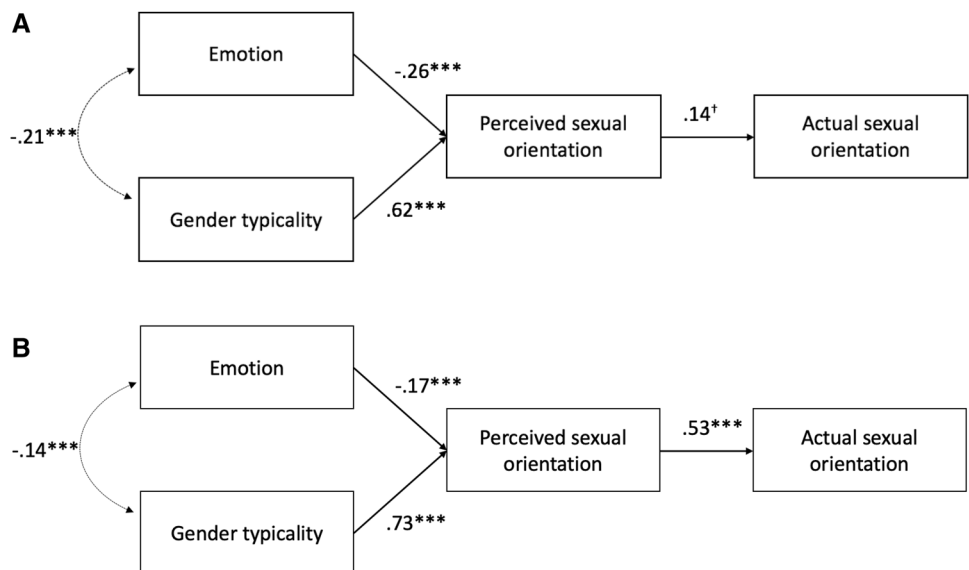 A
Emotion
-.26***
-.21***
Perceived sexual
orientation
.14†
Actual sexual
orientation
Gender typicality
.62***
B
Emotion
-.17***
-.14***
Perceived sexual
orientation
.53***
Actual sexual
orientation
Gender typicality
.73***